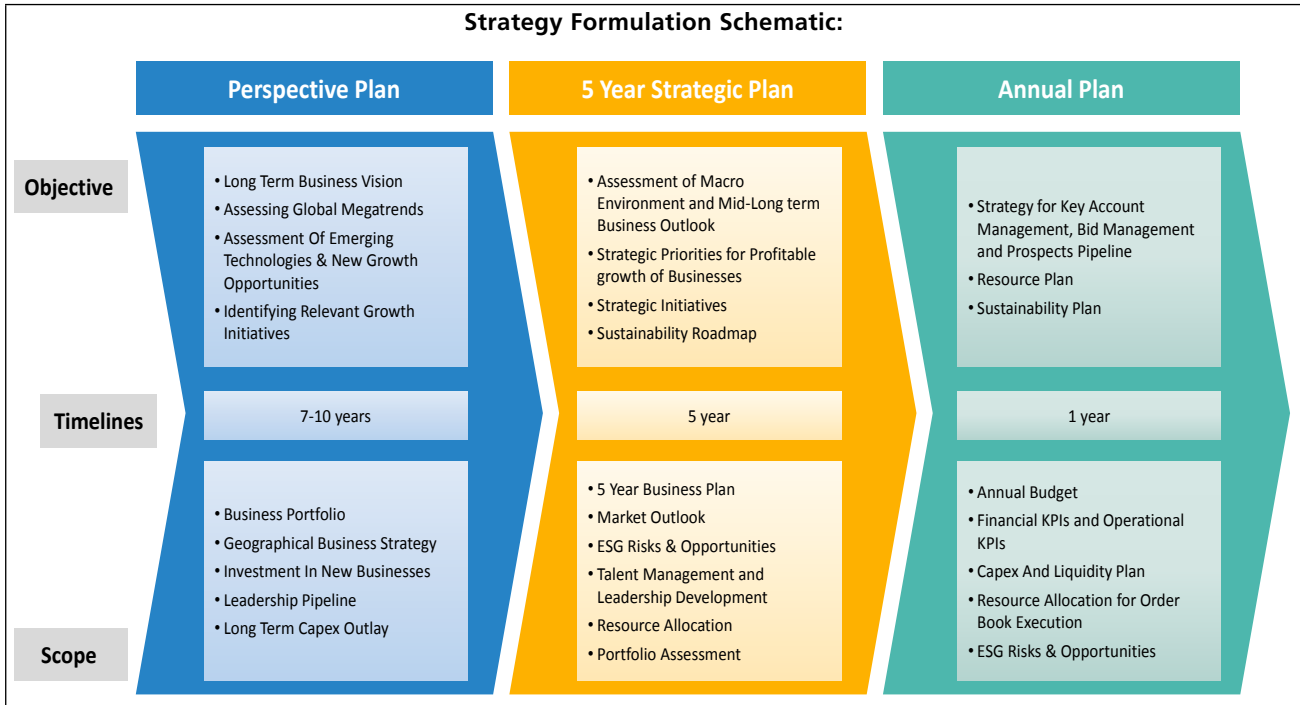 Strategy Formulation Schematic:
Perspective Plan
5 Year Strategic Plan
Annual Plan
Objective
• Long Term Business Vision
• Assessing Global Megatrends
• Assessment Of Emerging
Technologies & New Growth
Opportunities
• Identifying Relevant Growth
Initiatives
• Assessment of Macro
Environment and Mid-Long term
Business Outlook
• Strategic Priorities for Profitable
growth of Businesses
• Strategic Initiatives
• Sustainability Roadmap
• Strategy for Key Account
Management, Bid Management
and Prospects Pipeline
• Resource Plan
• Sustainability Plan
Timelines
7-10 years
5 year
1 year
Scope
• Business Portfolio
• Geographical Business Strategy
• Investment In New Businesses
• Leadership Pipeline
• Long Term Capex Outlay
• 5 Year Business Plan
• Market Outlook
• ESG Risks & Opportunities
• Talent Management and
Leadership Development
• Resource Allocation
• Portfolio Assessment
• Annual Budget
• Financial KPIs and Operational
KPIs
• Capex And Liquidity Plan
• Resource Allocation for Order
Book Execution
• ESG Risks & Opportunities